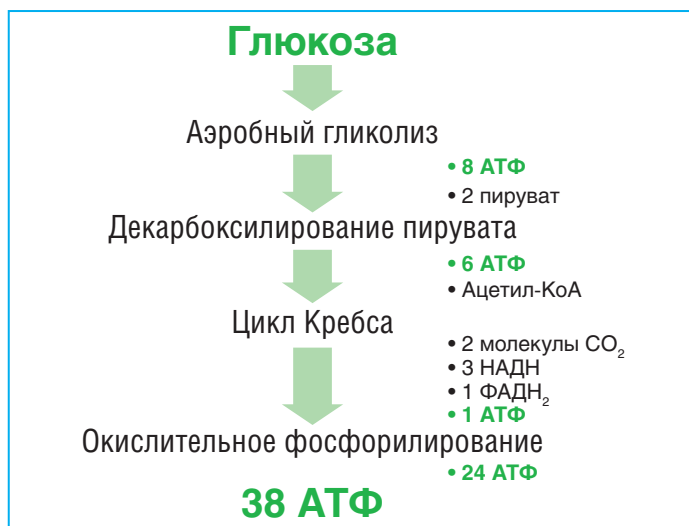 Глюкоза
Аэробный гликолиз
• 8 АТФ
• 2 пируват
Декарбоксилирование пирувата
• 6 АТФ
• Ацетил-КоА
Цикл Кребса
• 2 молекулы CO₂
• 3 НАДН
• 1 ФАДН₂
• 1 АТФ
Окислительное фосфорилирование
• 24 АТФ
38 АТФ